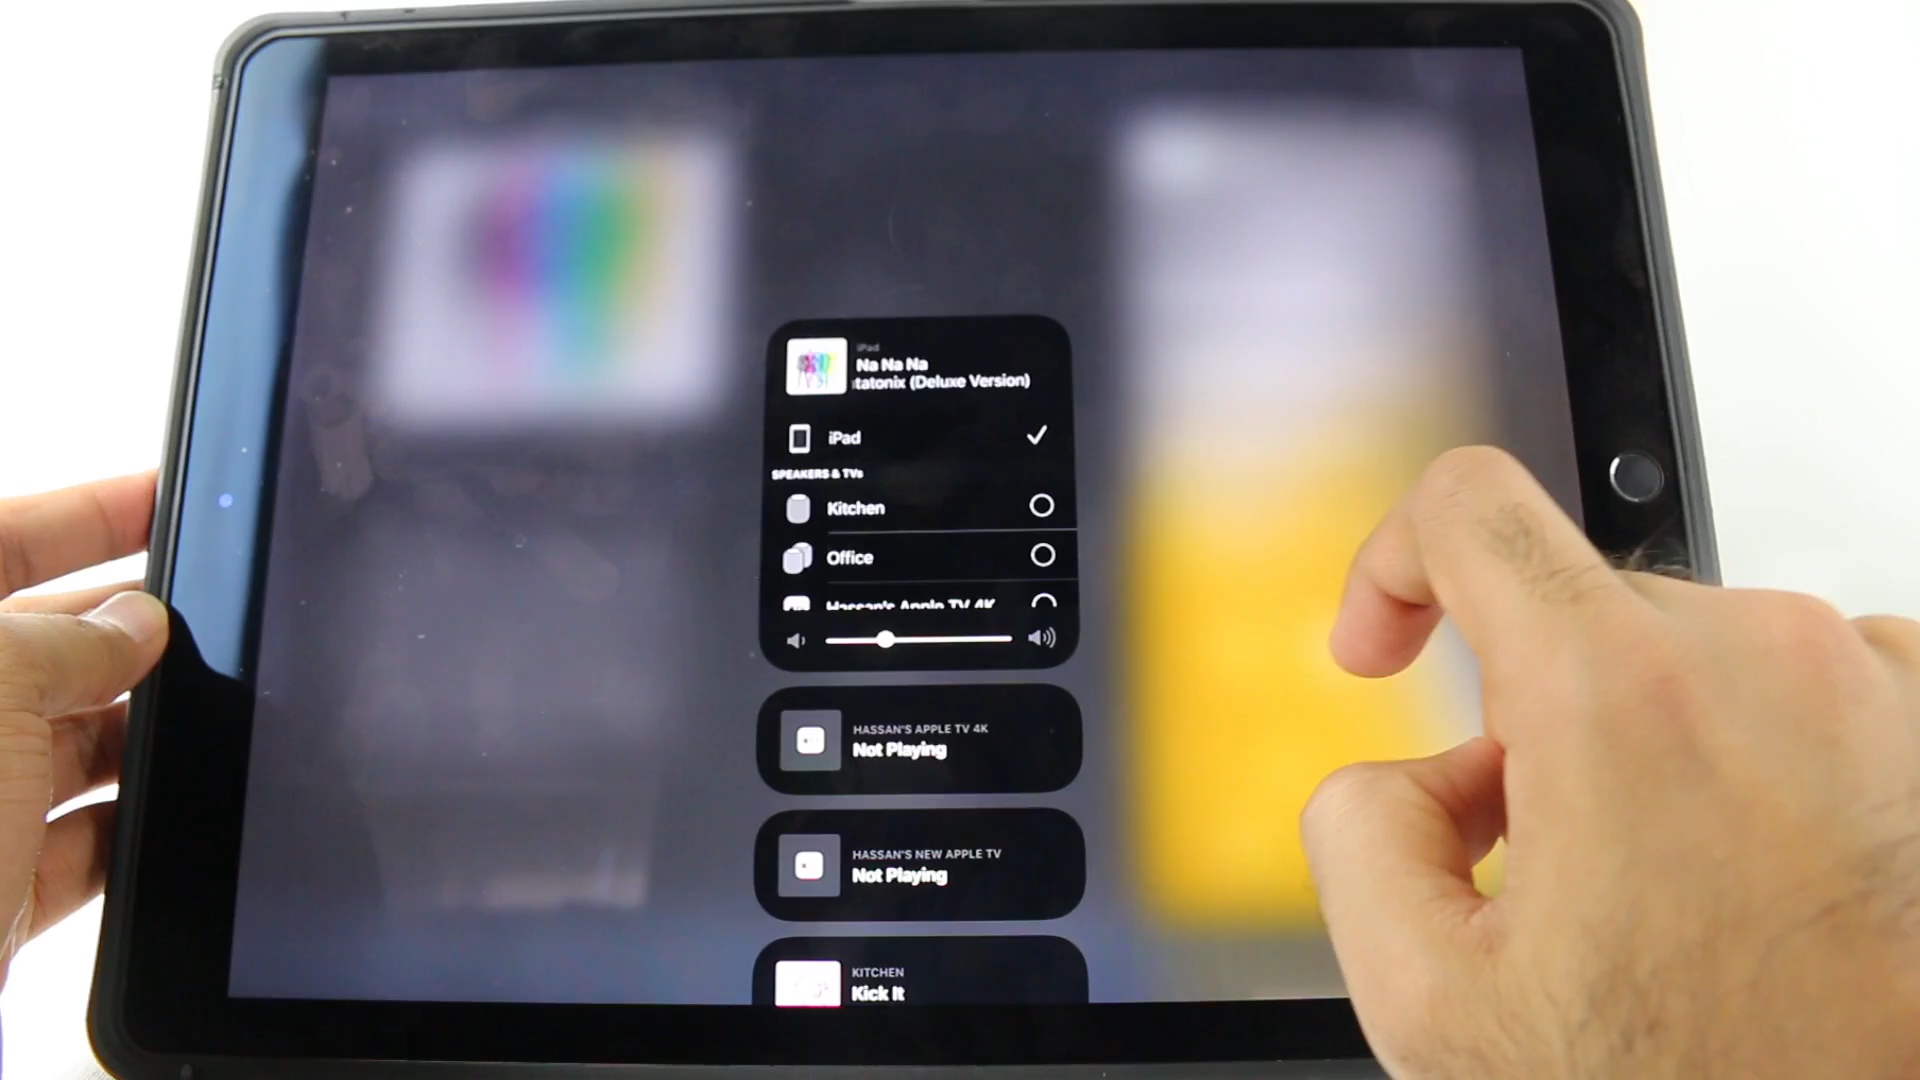 iPad
Na Na Na
tatonix (Deluxe Version)
iPad
SPEAKERS & TVs
Kitchen
Office
Hassan's Apple TV 4K
HASSAN'S APPLE TV 4K
Not Playing
HASSAN'S NEW APPLE TV
Not Playing
KITCHEN
Kick It